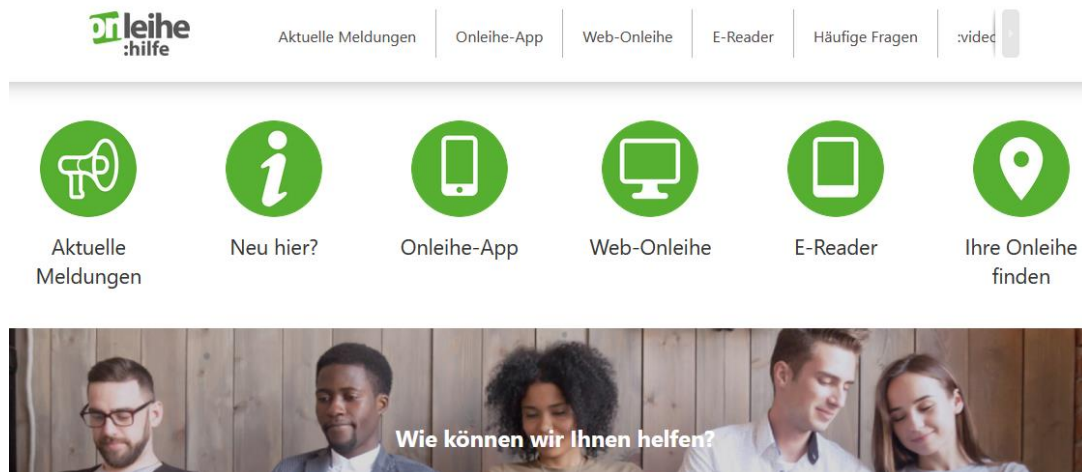 onleihe
:hilfe
Aktuelle Meldungen
Onleihe-App
Web-Onleihe
E-Reader
Häufige Fragen
:videc
Aktuelle
Meldungen
Neu hier?
Onleihe-App
Web-Onleihe
E-Reader
Ihre Onleihe
finden
Wie können wir Ihnen helfen?